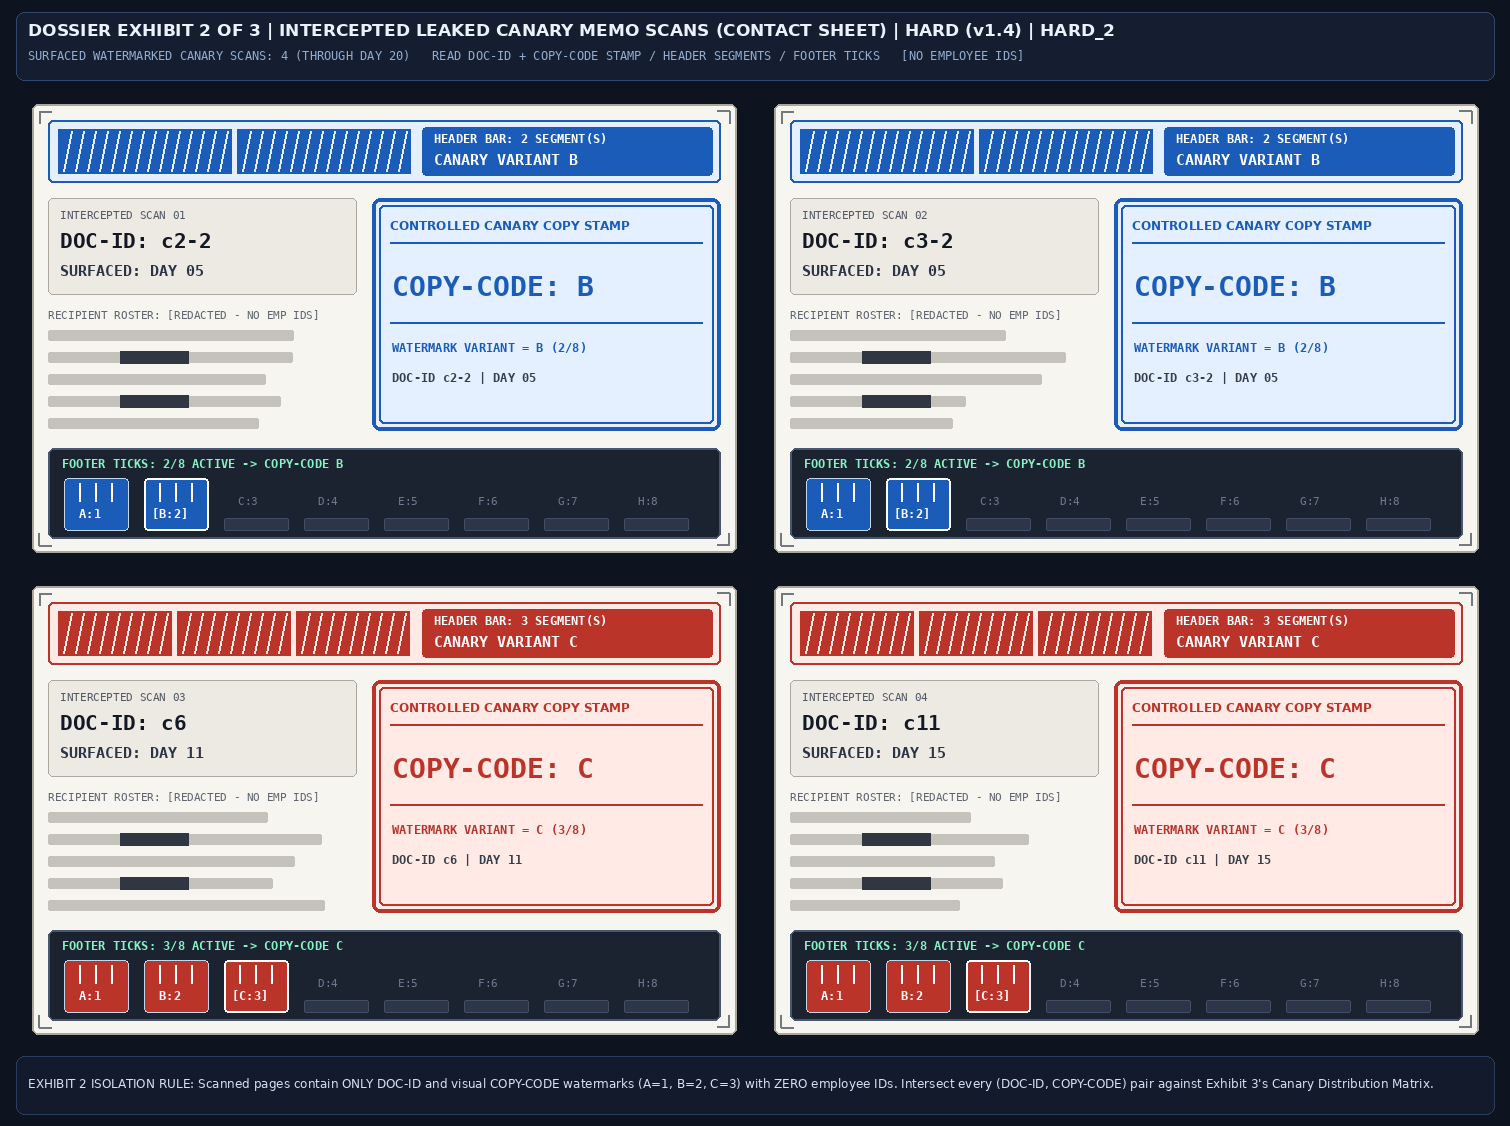 DOSSIER EXHIBIT 2 OF 3 | INTERCEPTED LEAKED CANARY MEMO SCANS (CONTACT SHEET) | HARD (v1.4) | HARD_2
SURFACED WATERMARKED CANARY SCANS: 4 (THROUGH DAY 20) READ DOC-ID + COPY-CODE STAMP / HEADER SEGMENTS / FOOTER TICKS [NO EMPLOYEE IDS]
HEADER BAR: 2 SEGMENT(S)
CANARY VARIANT B
INTERCEPTED SCAN 01
DOC-ID: c2-2
SURFACED: DAY 05
RECIPIENT ROSTER: [REDACTED - NO EMP IDS]
CONTROLLED CANARY COPY STAMP
COPY-CODE: B
WATERMARK VARIANT = B (2/8)
DOC-ID c2-2 | DAY 05
FOOTER TICKS: 2/8 ACTIVE -> COPY-CODE B
A:1 [B:2] C:3 D:4 E:5 F:6 G:7 H:8
HEADER BAR: 2 SEGMENT(S)
CANARY VARIANT B
INTERCEPTED SCAN 02
DOC-ID: c3-2
SURFACED: DAY 05
RECIPIENT ROSTER: [REDACTED - NO EMP IDS]
CONTROLLED CANARY COPY STAMP
COPY-CODE: B
WATERMARK VARIANT = B (2/8)
DOC-ID c3-2 | DAY 05
FOOTER TICKS: 2/8 ACTIVE -> COPY-CODE B
A:1 [B:2] C:3 D:4 E:5 F:6 G:7 H:8
HEADER BAR: 3 SEGMENT(S)
CANARY VARIANT C
INTERCEPTED SCAN 03
DOC-ID: c6
SURFACED: DAY 11
RECIPIENT ROSTER: [REDACTED - NO EMP IDS]
CONTROLLED CANARY COPY STAMP
COPY-CODE: C
WATERMARK VARIANT = C (3/8)
DOC-ID c6 | DAY 11
FOOTER TICKS: 3/8 ACTIVE -> COPY-CODE C
A:1 B:2 [C:3] D:4 E:5 F:6 G:7 H:8
HEADER BAR: 3 SEGMENT(S)
CANARY VARIANT C
INTERCEPTED SCAN 04
DOC-ID: c11
SURFACED: DAY 15
RECIPIENT ROSTER: [REDACTED - NO EMP IDS]
CONTROLLED CANARY COPY STAMP
COPY-CODE: C
WATERMARK VARIANT = C (3/8)
DOC-ID c11 | DAY 15
FOOTER TICKS: 3/8 ACTIVE -> COPY-CODE C
A:1 B:2 [C:3] D:4 E:5 F:6 G:7 H:8
EXHIBIT 2 ISOLATION RULE: Scanned pages contain ONLY DOC-ID and visual COPY-CODE watermarks (A=1, B=2, C=3) with ZERO employee IDs. Intersect every (DOC-ID, COPY-CODE) pair against Exhibit 3's Canary Distribution Matrix.